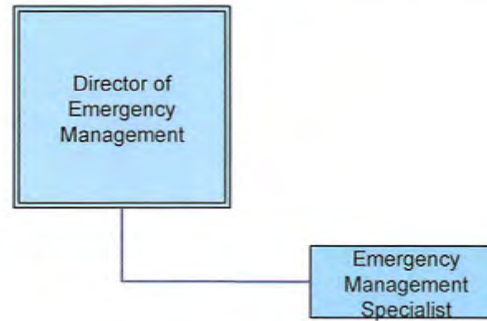 Director of
Emergency
Management
Emergency
Management
Specialist